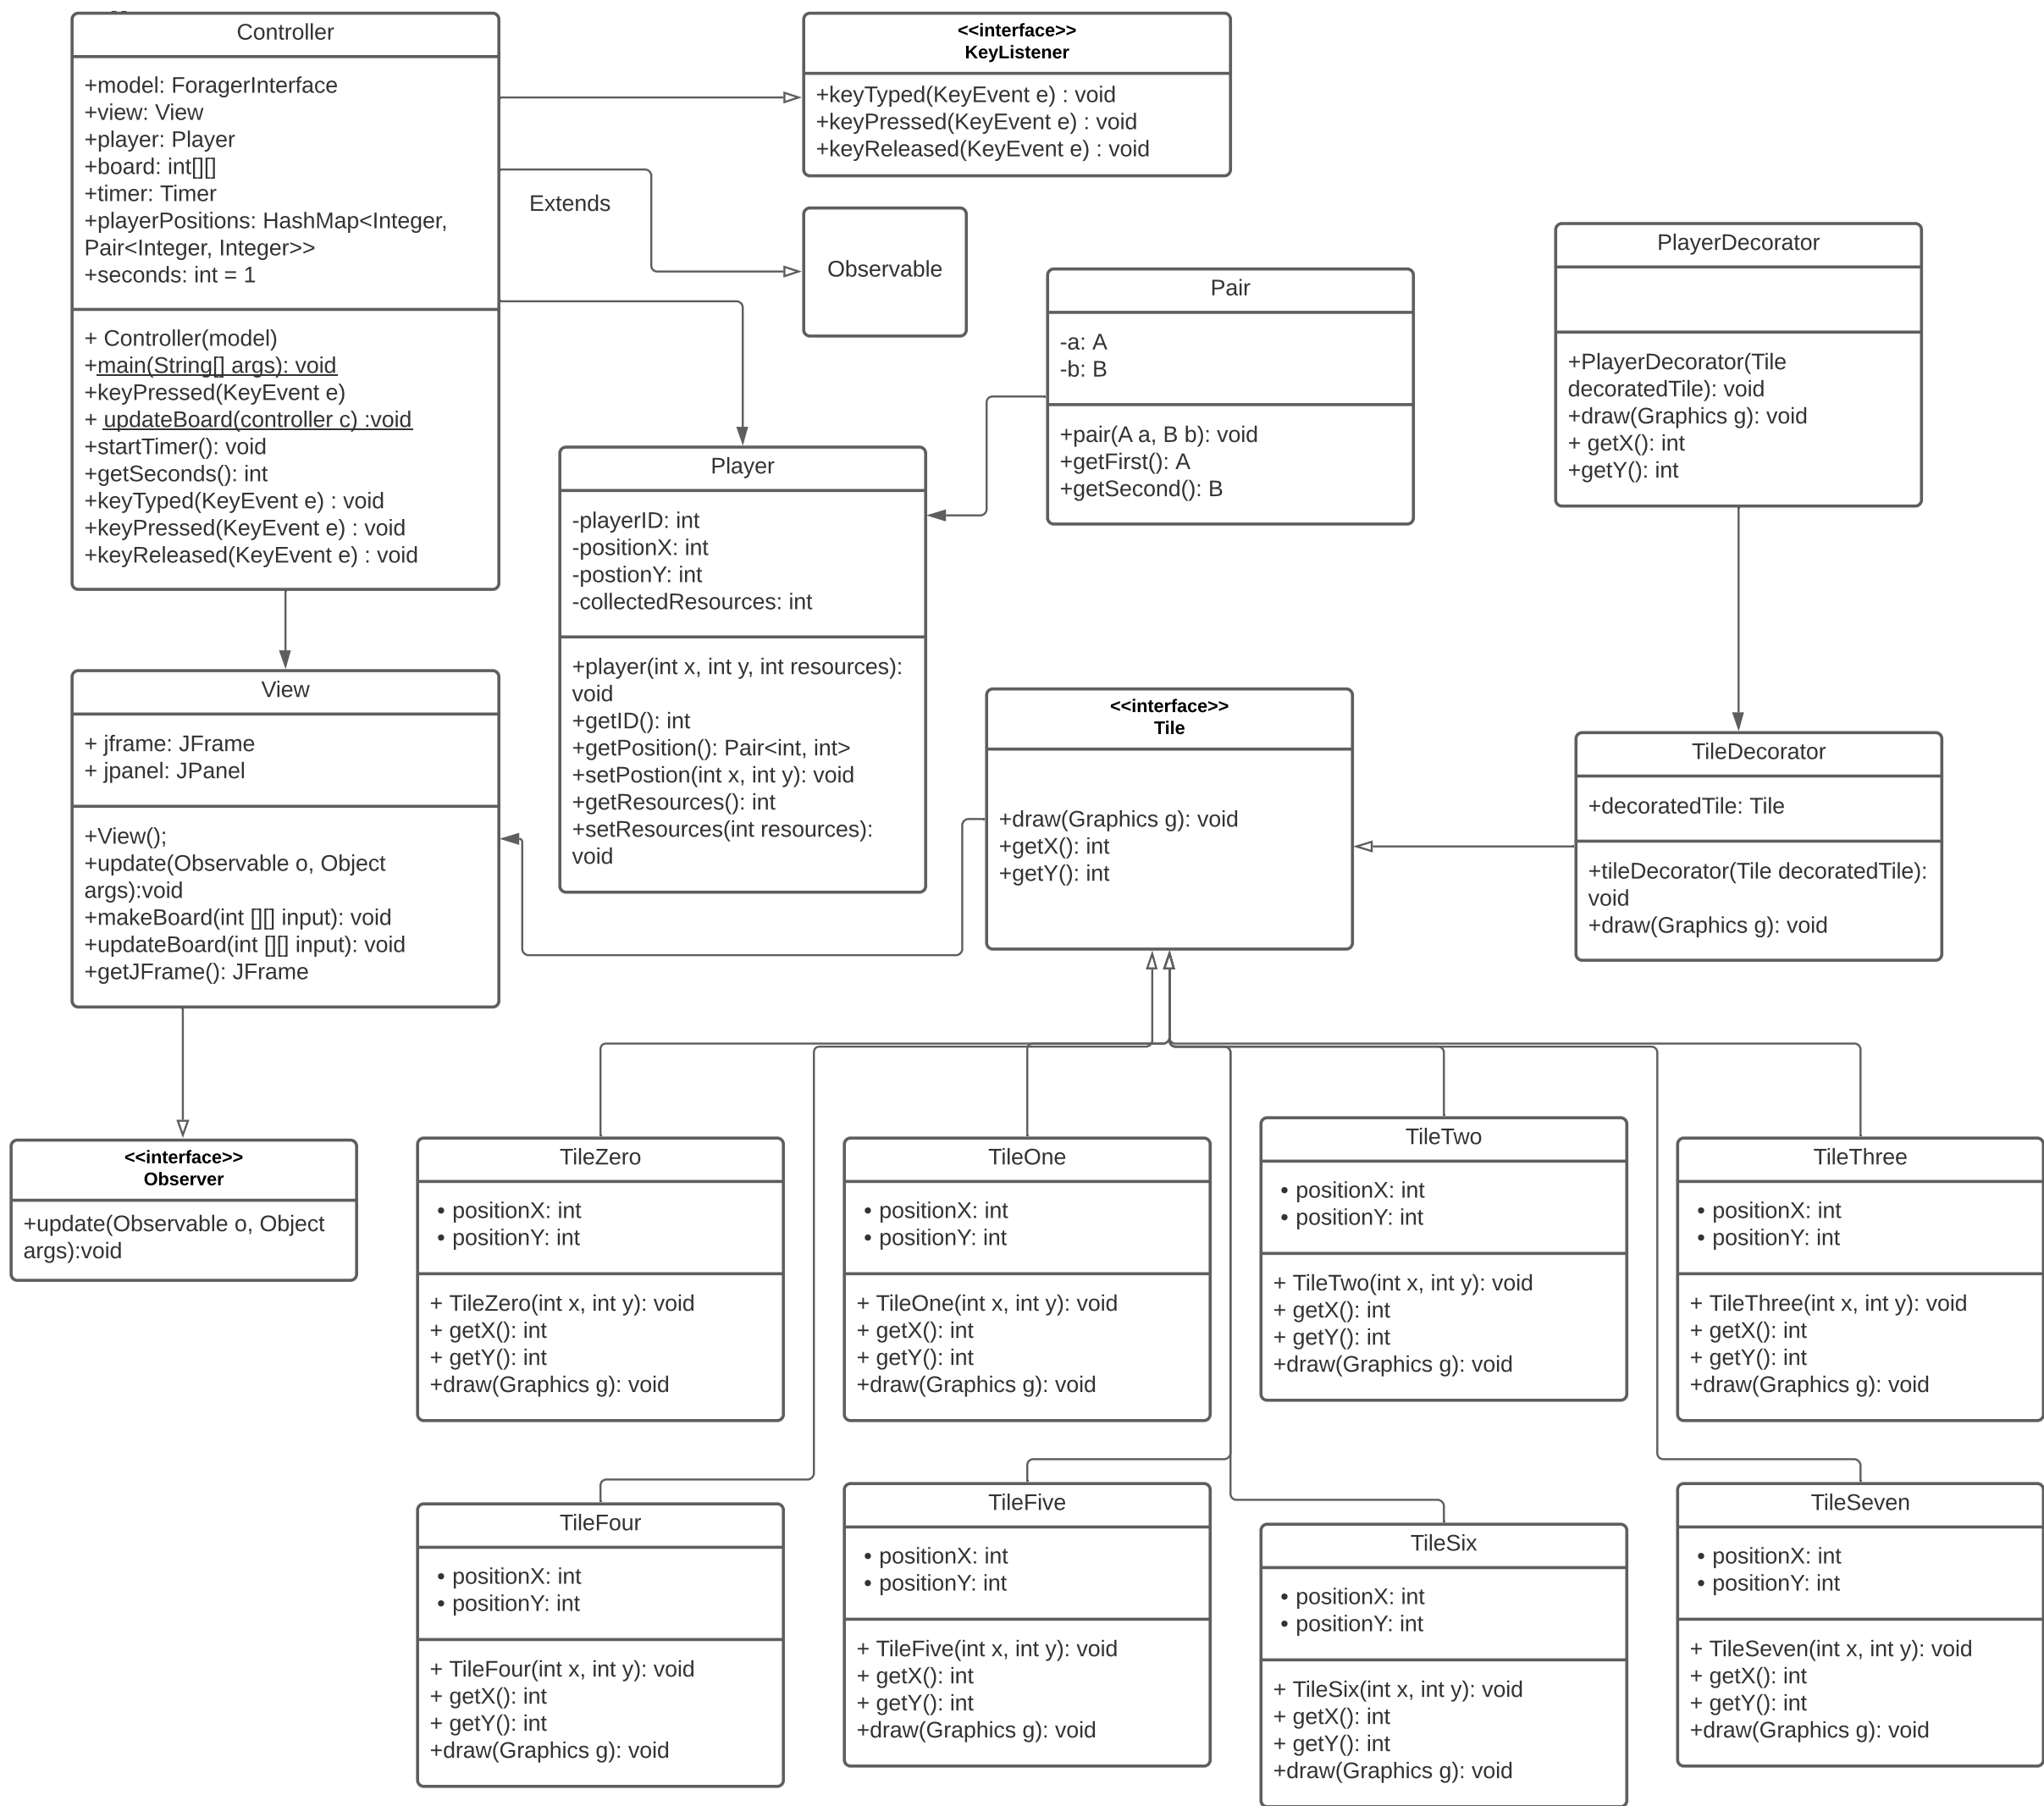 Controller
+model: ForagerInterface
+view: View
+player: Player
+board: int[][]
+timer: Timer
+playerPositions: HashMap<Integer,
Pair<Integer, Integer>>
+seconds: int = 1
+ Controller(model)
+main(String[] args): void
+keyPressed(KeyEvent e)
+ updateBoard(controller c) :void
+startTimer(): void
+getSeconds(): int
+keyTyped(KeyEvent e) : void
+keyPressed(KeyEvent e) : void
+keyReleased(KeyEvent e) : void
<<interface>>
KeyListener
+keyTyped(KeyEvent e) : void
+keyPressed(KeyEvent e) : void
+keyReleased(KeyEvent e) : void
Extends
Observable
Pair
-a: A
-b: B
+pair(A a, B b): void
+getFirst(): A
+getSecond(): B
PlayerDecorator
+PlayerDecorator(Tile
decoratedTile): void
+draw(Graphics g): void
+ getX(): int
+getY(): int
Player
-playerID: int
-positionX: int
-postionY: int
-collectedResources: int
+player(int x, int y, int resources):
void
+getID(): int
+getPosition(): Pair<int, int>
+setPostion(int x, int y): void
+getResources(): int
+setResources(int resources):
void
View
+ jframe: JFrame
+ jpanel: JPanel
+View();
+update(Observable o, Object
args):void
+makeBoard(int [][] input): void
+updateBoard(int [][] input): void
+getJFrame(): JFrame
<<interface>>
Tile
+draw(Graphics g): void
+getX(): int
+getY(): int
TileDecorator
+decoratedTile: Tile
+tileDecorator(Tile decoratedTile):
void
+draw(Graphics g): void
<<interface>>
Observer
+update(Observable o, Object
args):void
TileZero
• positionX: int
• positionY: int
+ TileZero(int x, int y): void
+ getX(): int
+ getY(): int
+draw(Graphics g): void
TileOne
• positionX: int
• positionY: int
+ TileOne(int x, int y): void
+ getX(): int
+ getY(): int
+draw(Graphics g): void
TileTwo
• positionX: int
• positionY: int
+ TileTwo(int x, int y): void
+ getX(): int
+ getY(): int
+draw(Graphics g): void
TileThree
• positionX: int
• positionY: int
+ TileThree(int x, int y): void
+ getX(): int
+ getY(): int
+draw(Graphics g): void
TileFour
• positionX: int
• positionY: int
+ TileFour(int x, int y): void
+ getX(): int
+ getY(): int
+draw(Graphics g): void
TileFive
• positionX: int
• positionY: int
+ TileFive(int x, int y): void
+ getX(): int
+ getY(): int
+draw(Graphics g): void
TileSix
• positionX: int
• positionY: int
+ TileSix(int x, int y): void
+ getX(): int
+ getY(): int
+draw(Graphics g): void
TileSeven
• positionX: int
• positionY: int
+ TileSeven(int x, int y): void
+ getX(): int
+ getY(): int
+draw(Graphics g): void